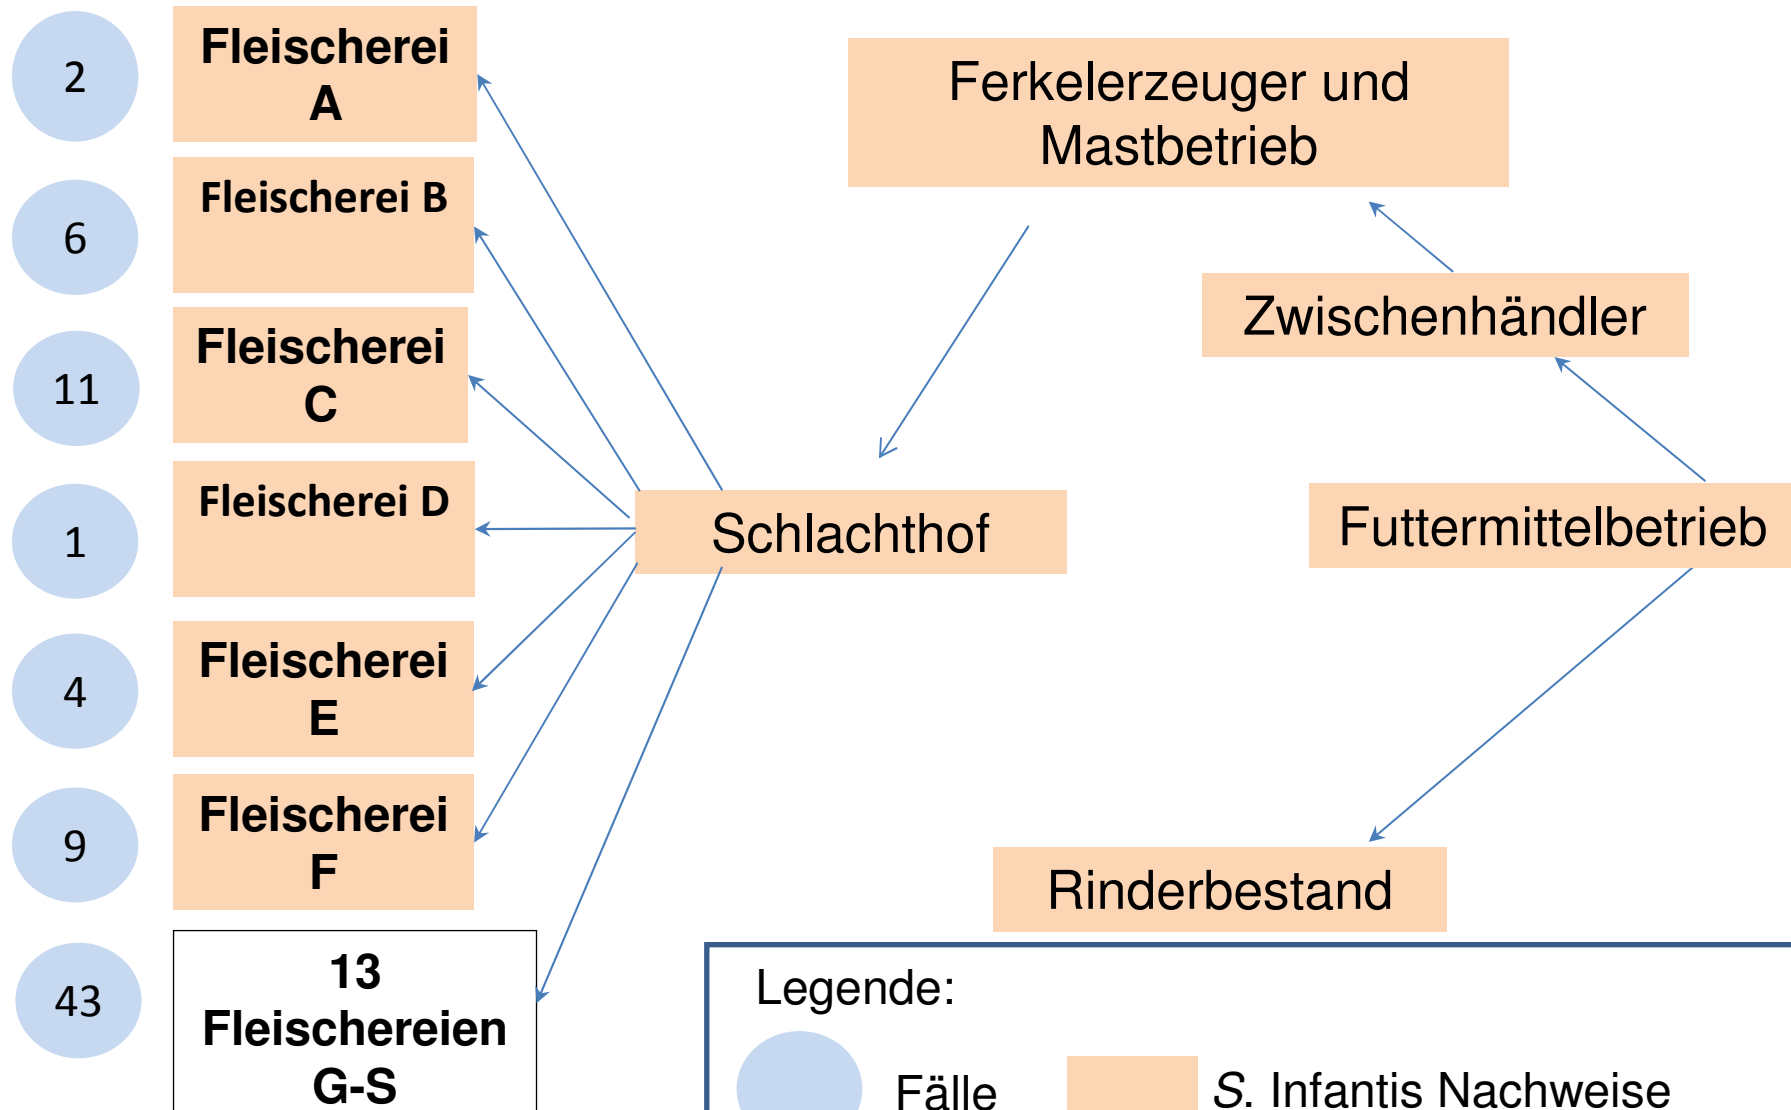 2
Fleischerei
A
6
Fleischerei B
11
Fleischerei
C
1
Fleischerei D
4
Fleischerei
E
9
Fleischerei
F
43
13
Fleischereien
G-S
Ferkelerzeuger und
Mastbetrieb
Zwischenhändler
Schlachthof
Futtermittelbetrieb
Rinderbestand
Legende:
Fälle
S. Infantis Nachweise